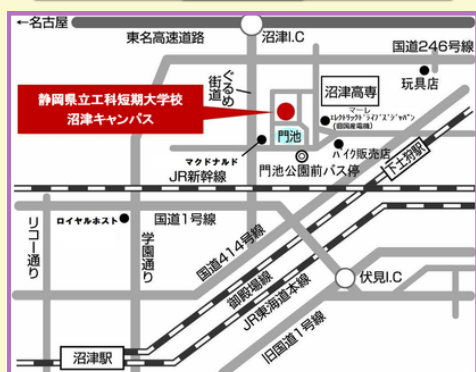 ←名古屋
東名高速道路
沼津I.C
国道246号線
ぐるめ
街道
沼津高専
玩具店
静岡県立工科短期大学校
沼津キャンパス
マーレ
エレクトリックドライブズジャパン
(旧国産電機)
門池
マクドナルド
バイク販売店
下土狩駅
門池公園前バス停
JR新幹線
リコー通り
ロイヤルホスト
学園通り
国道1号線
国道414号線
御殿場線
JR東海道本線
伏見I.C
旧国道1号線
沼津駅